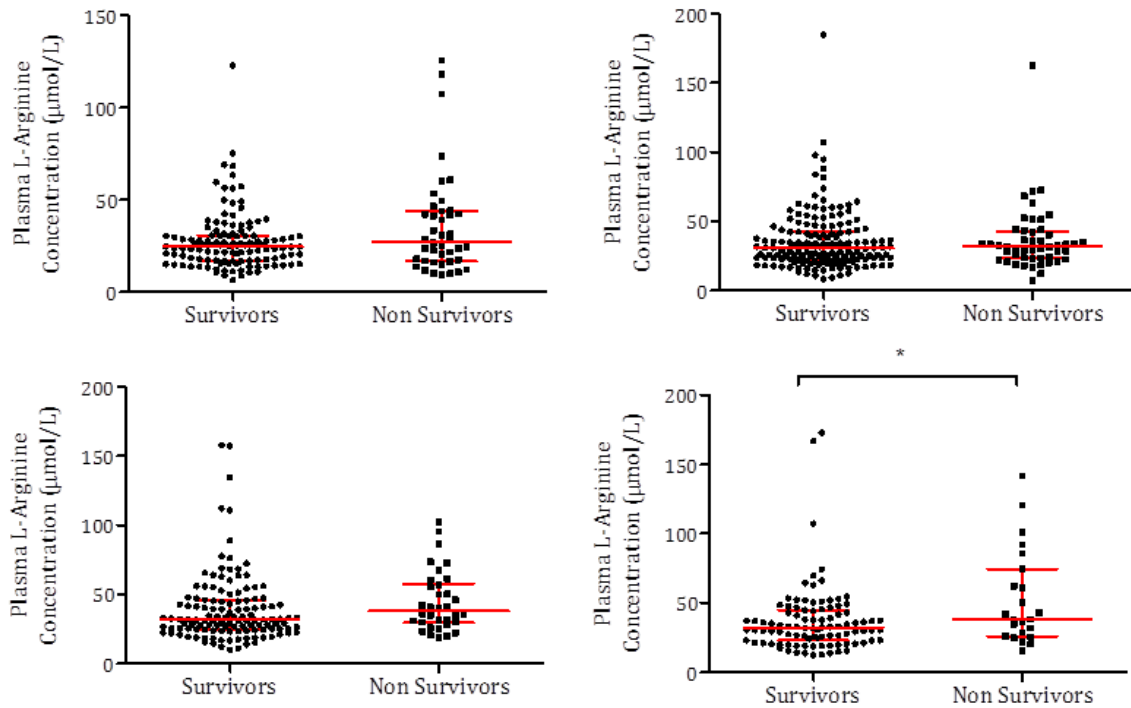 Plasma L-Arginine
Concentration (μmol/L)
150
100
50
0
Survivors
Non Survivors
Plasma L-Arginine
Concentration (μmol/L)
200
150
100
50
0
Survivors
Non Survivors
Plasma L-Arginine
Concentration (μmol/L)
200
150
100
50
0
Survivors
Non Survivors
*
Plasma L-Arginine
Concentration (μmol/L)
200
150
100
50
0
Survivors
Non Survivors